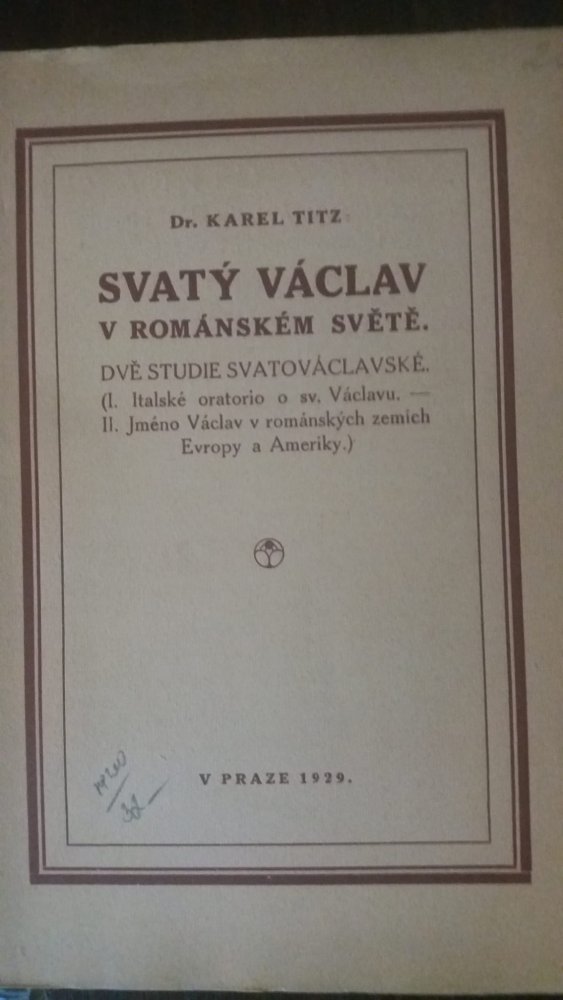 Dr. KAREL TITZ
SVATÝ VÁCLAV
V ROMÁNSKÉM SVĚTĚ.
DVĚ STUDIE SVATOVÁCLAVSKÉ.
(I. Italské oratorio o sv. Václavu. —
II. Jméno Václav v románských zemích
Evropy a Ameriky.)
V PRAZE 1929.
38 —